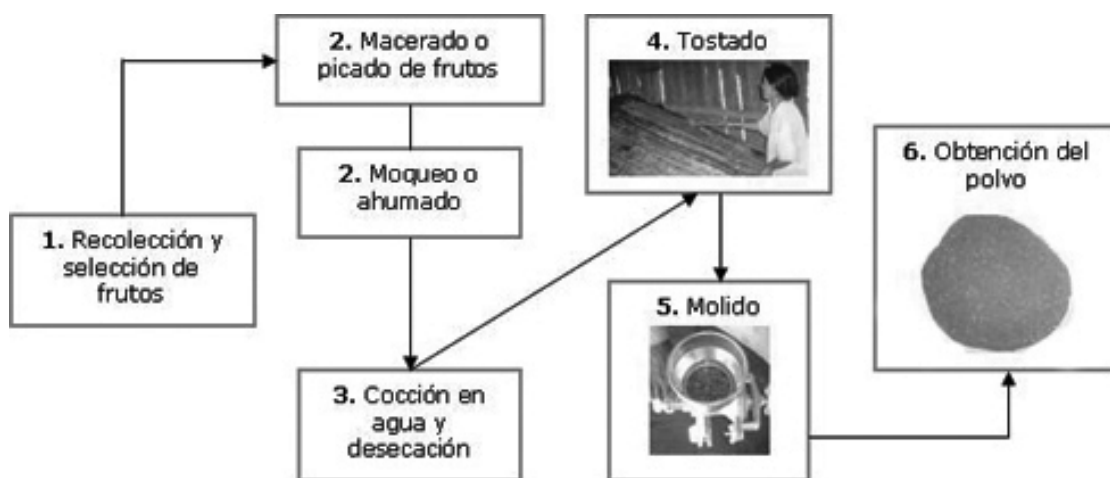 1. Recolección y
selección de
frutos
2. Macerado o
picado de frutos
2. Moqueo o
ahumado
3. Cocción en
agua y
desecación
4. Tostado
5. Molido
6. Obtención del
polvo